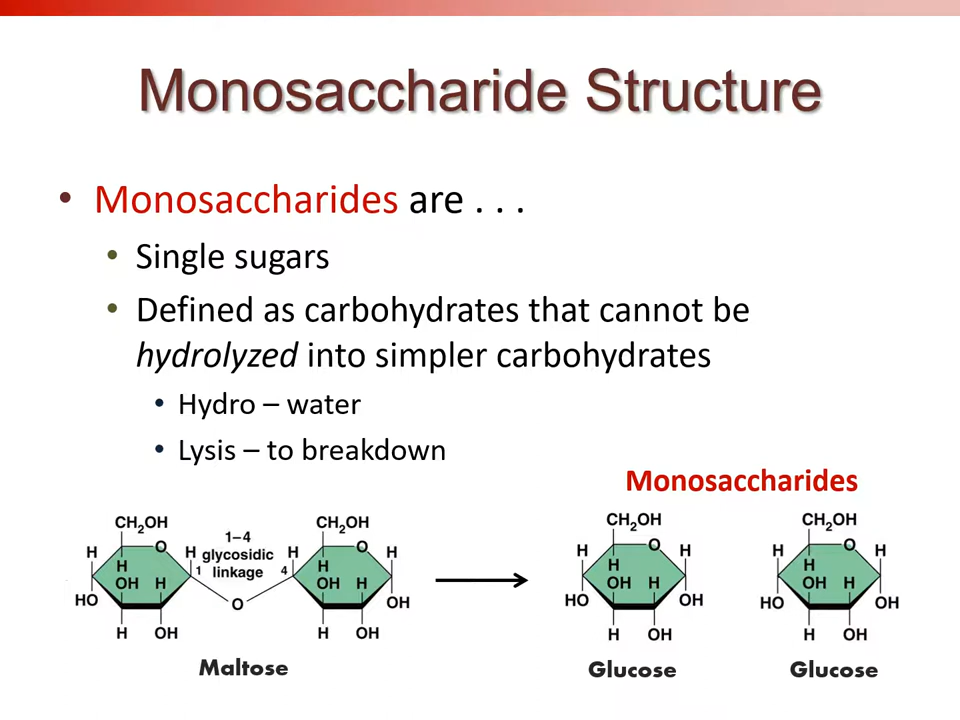 Monosaccharide Structure
• Monosaccharides are . . .
• Single sugars
• Defined as carbohydrates that cannot be
hydrolyzed into simpler carbohydrates
• Hydro – water
• Lysis – to breakdown
Monosaccharides
CH2OH CH2OH CH2OH CH2OH
1–4
glycosidic
linkage
H O H H O H H O H H O H
H 1 4 H H H
OH H OH H OH H OH H
HO O OH HO OH HO OH
H OH H OH H OH H OH
Maltose Glucose Glucose